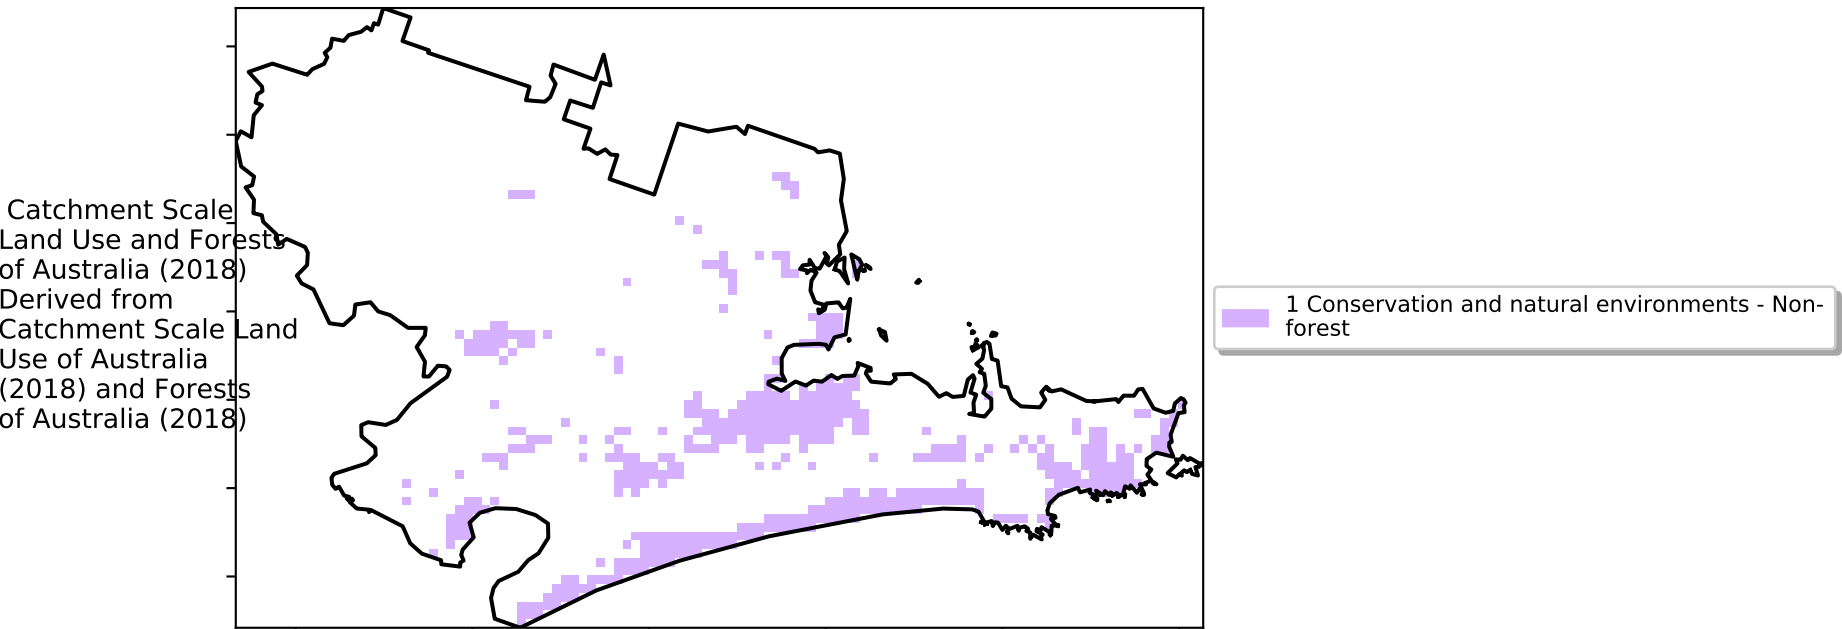 Catchment Scale
Land Use and Forests
of Australia (2018)
Derived from
Catchment Scale Land
Use of Australia
(2018) and Forests
of Australia (2018)
1 Conservation and natural environments - Non-
forest